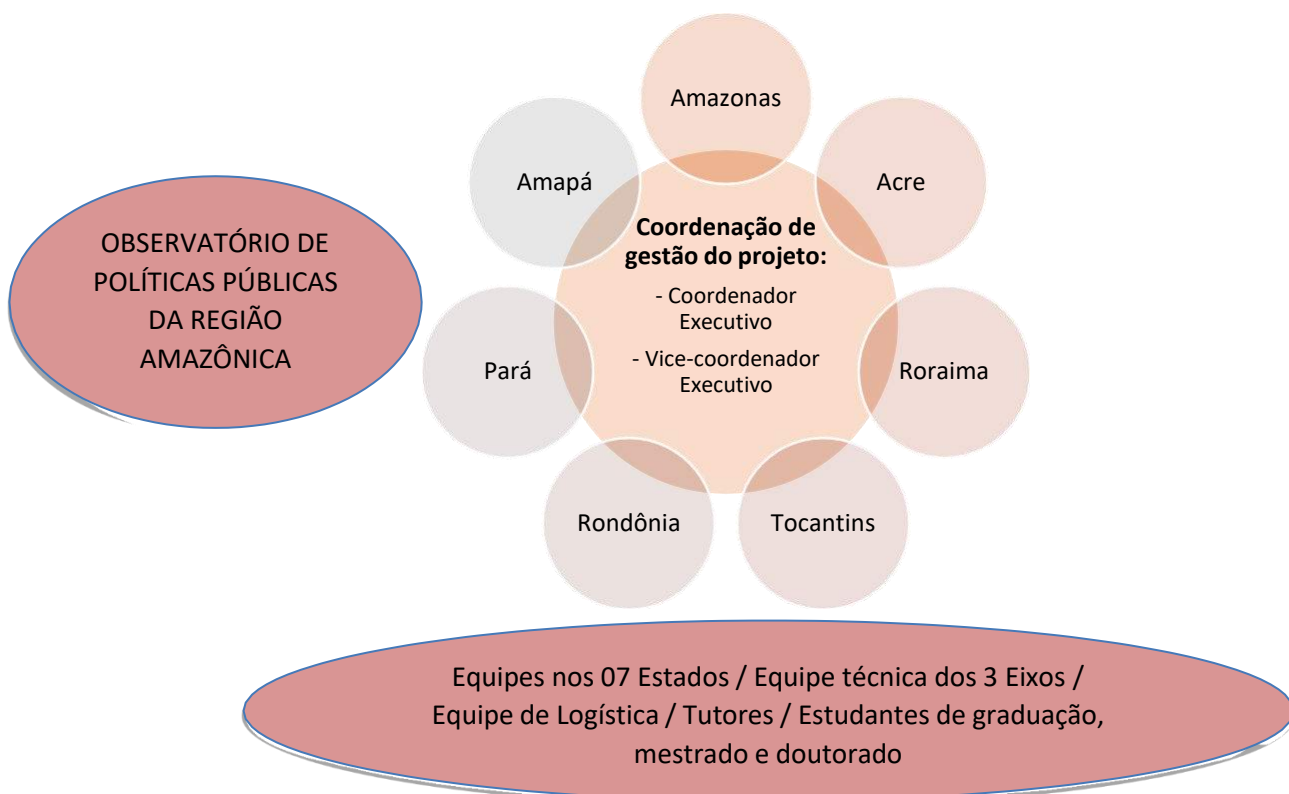 Amazonas
Amapá
Acre
OBSERVATÓRIO DE
POLÍTICAS PÚBLICAS
DA REGIÃO
AMAZÔNICA
Coordenação de
gestão do projeto:
- Coordenador
Executivo
- Vice-coordenador
Executivo
Pará
Roraima
Rondônia
Tocantins
Equipes nos 07 Estados / Equipe técnica dos 3 Eixos /
Equipe de Logística / Tutores / Estudantes de graduação,
mestrado e doutorado